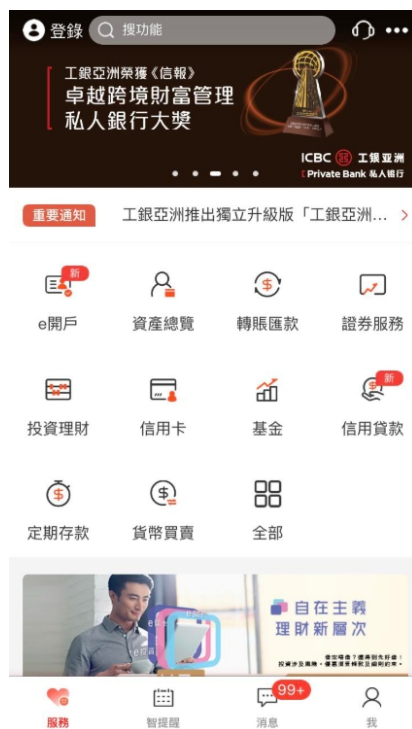 登錄
搜功能
工銀亞洲榮獲《信報》
卓越跨境財富管理
私人銀行大獎
ICBC 工銀亞洲
Private Bank 私人銀行
重要通知 工銀亞洲推出獨立升級版「工銀亞洲...
新
e開戶 資產總覽 轉賬匯款 證券服務
新
投資理財 信用卡 基金 信用貸款
定期存款 貨幣買賣 全部
自在主義
理財新層次
99+
服務 智提醒 消息 我